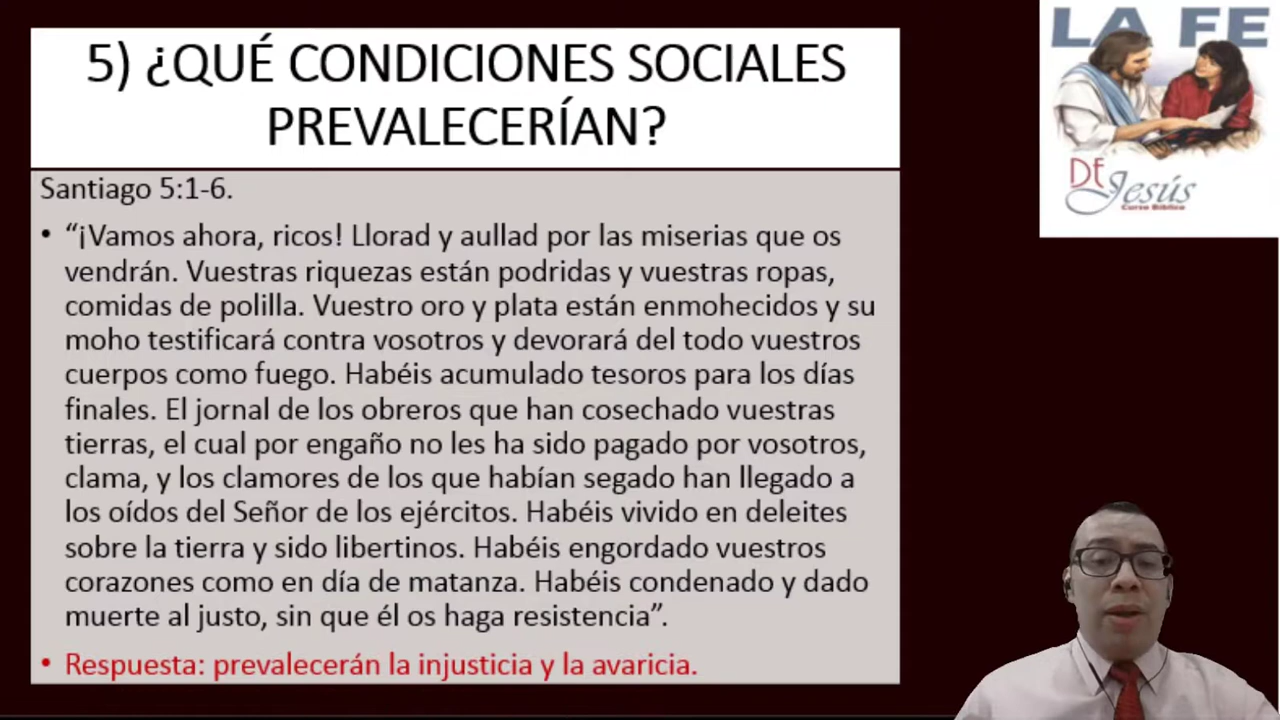 5) ¿QUÉ CONDICIONES SOCIALES
PREVALECERÍAN?
LA FE
DE
Jesús
Curso Bíblico
Santiago 5:1-6.
• “¡Vamos ahora, ricos! Llorad y aullad por las miserias que os
vendrán. Vuestras riquezas están podridas y vuestras ropas,
comidas de polilla. Vuestro oro y plata están enmohecidos y su
moho testificará contra vosotros y devorará del todo vuestros
cuerpos como fuego. Habéis acumulado tesoros para los días
finales. El jornal de los obreros que han cosechado vuestras
tierras, el cual por engaño no les ha sido pagado por vosotros,
clama, y los clamores de los que habían segado han llegado a
los oídos del Señor de los ejércitos. Habéis vivido en deleites
sobre la tierra y sido libertinos. Habéis engordado vuestros
corazones como en día de matanza. Habéis condenado y dado
muerte al justo, sin que él os haga resistencia”.
• Respuesta: prevalecerán la injusticia y la avaricia.